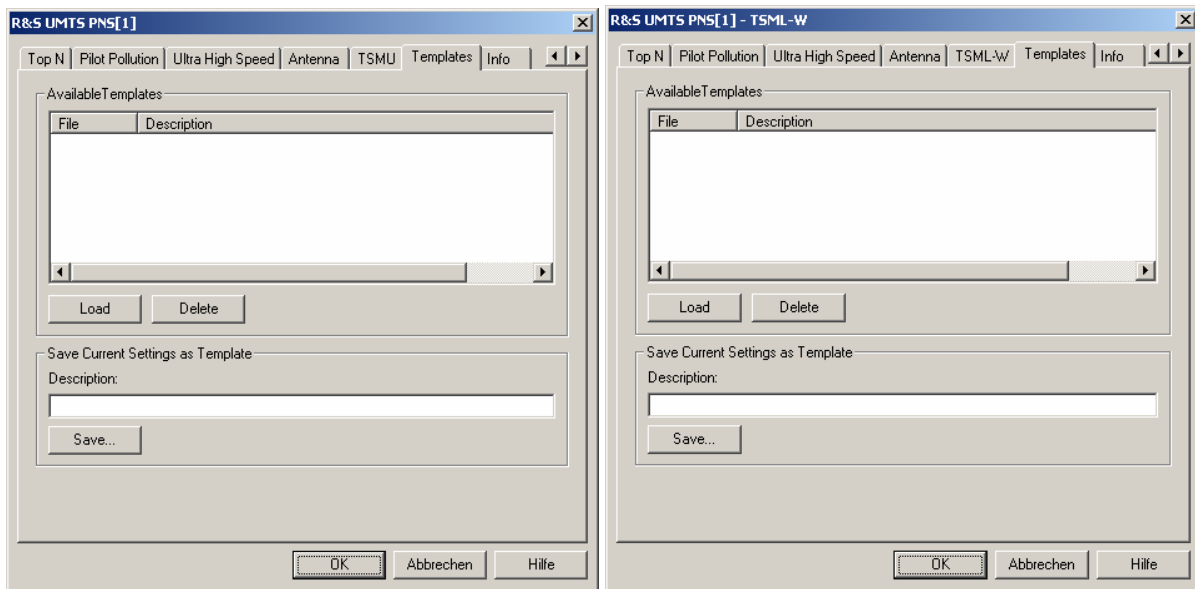 R&S UMTS PNS[1]
Top N Pilot Pollution Ultra High Speed Antenna TSMU Templates Info
AvailableTemplates
File Description
Load Delete
Save Current Settings as Template
Description:
Save...
OK Abbrechen Hilfe
R&S UMTS PNS[1] - TSML-W
Top N Pilot Pollution Ultra High Speed Antenna TSML-W Templates Info
AvailableTemplates
File Description
Load Delete
Save Current Settings as Template
Description:
Save...
OK Abbrechen Hilfe